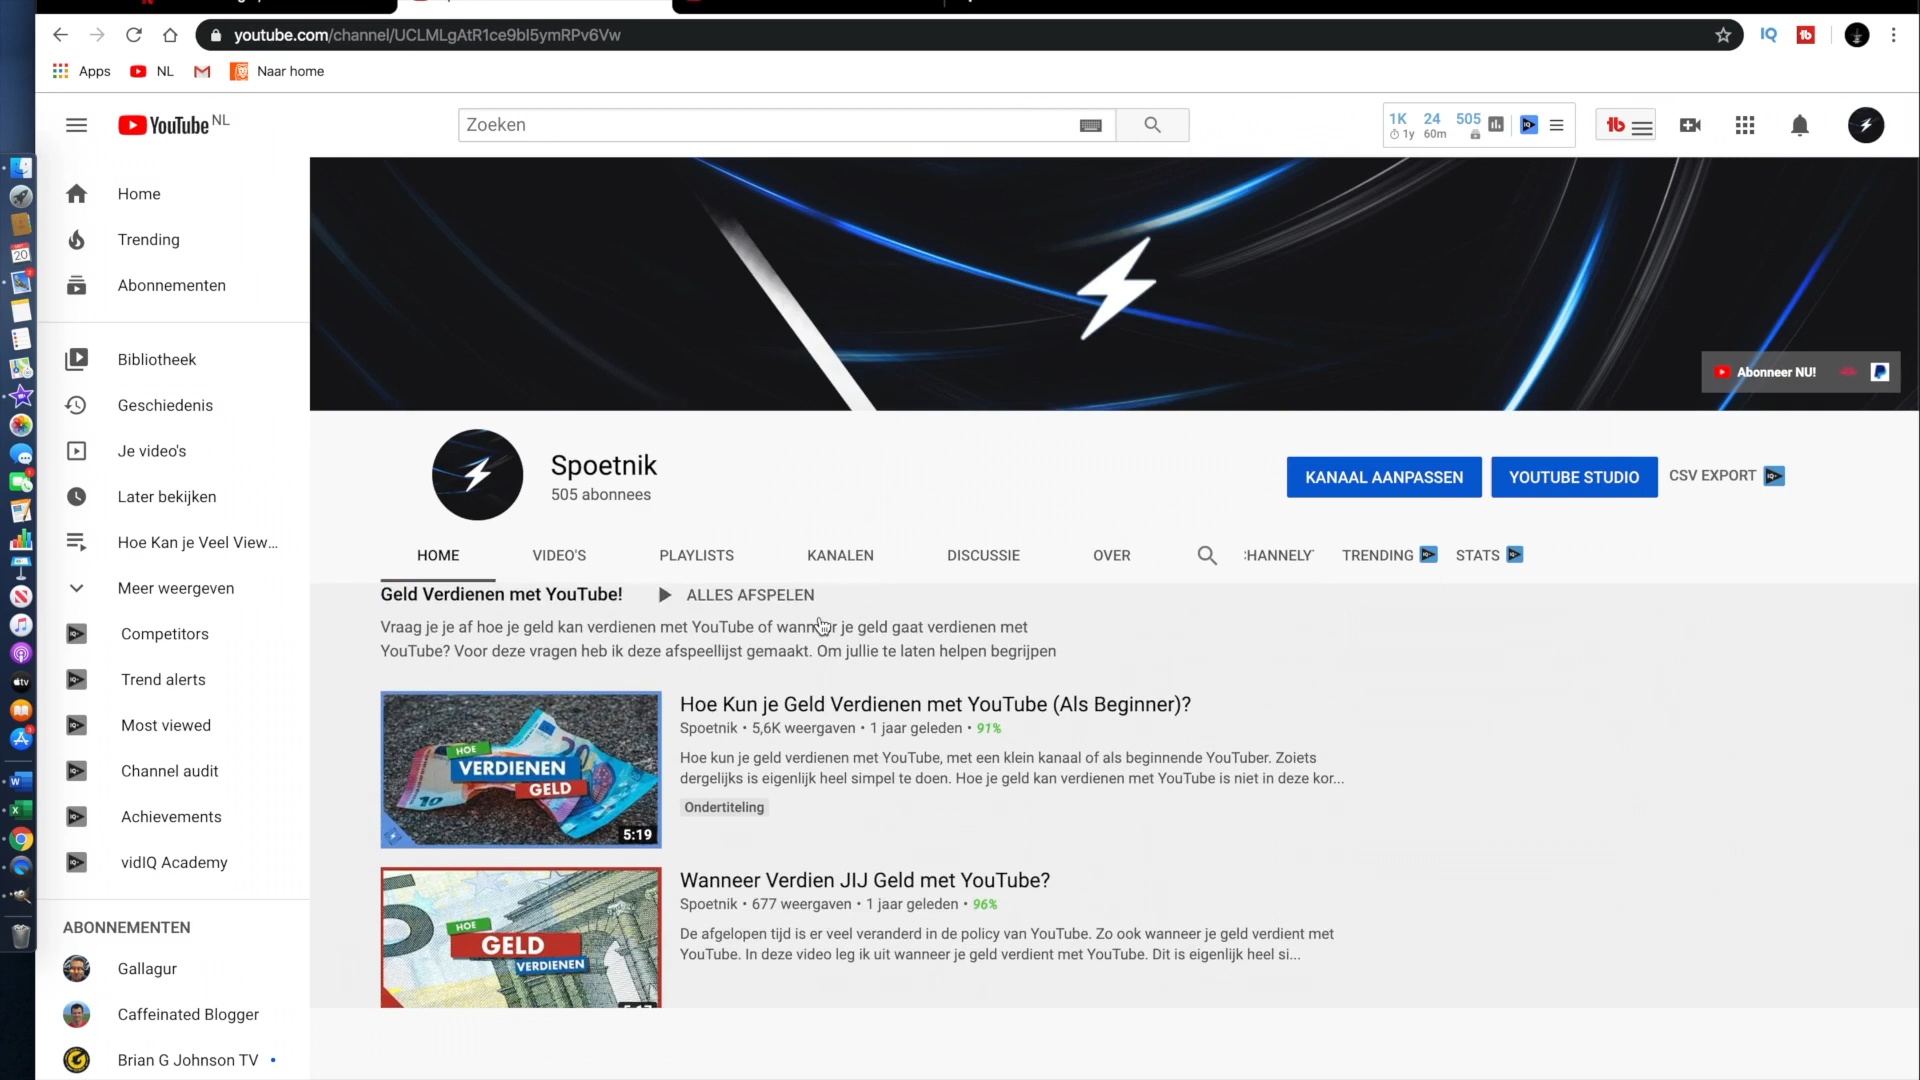 youtube.com/channel/UCLMLgAtR1ce9bI5ymRPv6Vw
IQ
tb
Apps
NL
Naar home
YouTube NL
Zoeken
1K 24 505
1y 60m
tb
Home
Trending
Abonnementen
Bibliotheek
Geschiedenis
Je video's
Later bekijken
Hoe Kan je Veel View...
Meer weergeven
Competitors
Trend alerts
Most viewed
Channel audit
Achievements
vidIQ Academy
ABONNEMENTEN
Gallagur
Caffeinated Blogger
Brian G Johnson TV
Abonneer NU!
Spoetnik
505 abonnees
KANAAL AANPASSEN
YOUTUBE STUDIO
CSV EXPORT
HOME
VIDEO'S
PLAYLISTS
KANALEN
DISCUSSIE
OVER
TRENDING
STATS
Geld Verdienen met YouTube!
ALLES AFSPELEN
Vraag je je af hoe je geld kan verdienen met YouTube of wanneer je geld gaat verdienen met
YouTube? Voor deze vragen heb ik deze afspeellijst gemaakt. Om jullie te laten helpen begrijpen
HOE
VERDIENEN
GELD
5:19
Hoe Kun je Geld Verdienen met YouTube (Als Beginner)?
Spoetnik • 5,6K weergaven • 1 jaar geleden • 91%
Hoe kun je geld verdienen met YouTube, met een klein kanaal of als beginnende YouTuber. Zoiets
dergelijks is eigenlijk heel simpel te doen. Hoe je geld kan verdienen met YouTube is niet in deze kor...
Ondertiteling
HOE
GELD
VERDIENEN
Wanneer Verdien JIJ Geld met YouTube?
Spoetnik • 677 weergaven • 1 jaar geleden • 96%
De afgelopen tijd is er veel veranderd in de policy van YouTube. Zo ook wanneer je geld verdient met
YouTube. In deze video leg ik uit wanneer je geld verdient met YouTube. Dit is eigenlijk heel si...